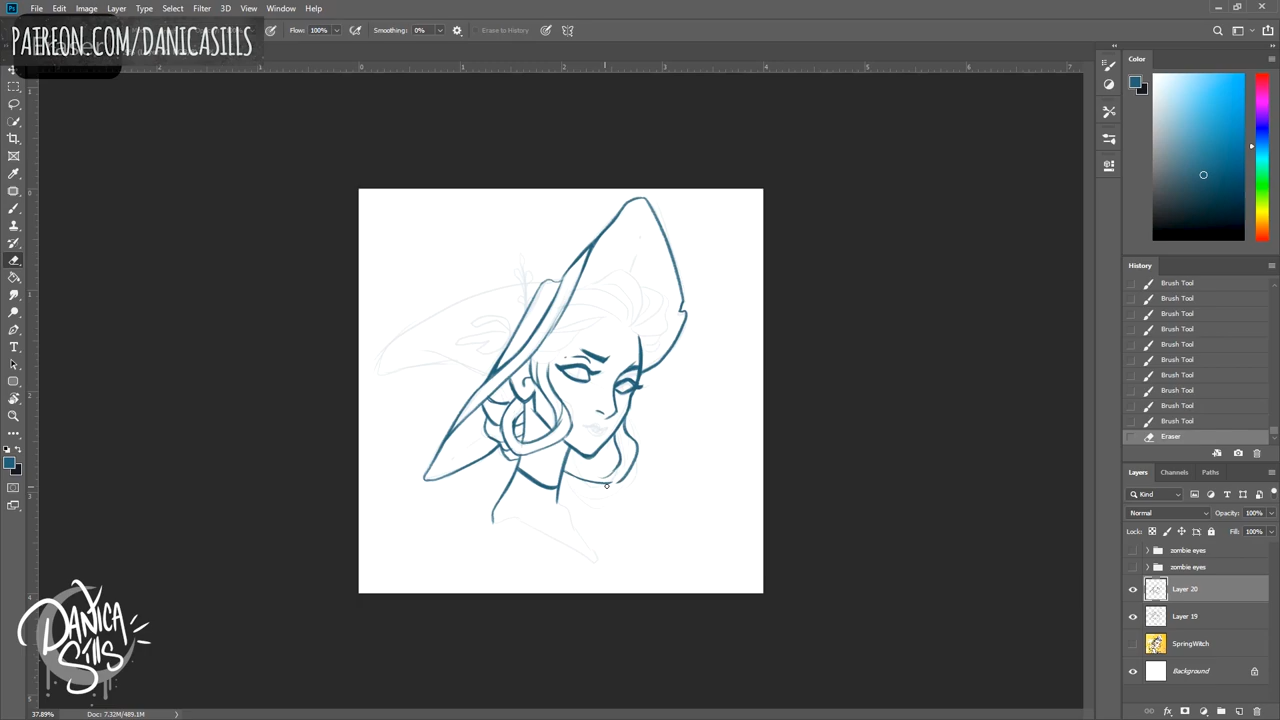 File Edit Image Layer Type Select Filter 3D View Window Help
PATREON.COM/DANICASILLS
Flow: 100% Smoothing: 0% Erase to History
Color
History
Brush Tool
Brush Tool
Brush Tool
Brush Tool
Brush Tool
Brush Tool
Brush Tool
Brush Tool
Brush Tool
Brush Tool
Eraser
Layers Channels Paths
Kind
Normal Opacity: 100%
Lock: Fill: 100%
zombie eyes
zombie eyes
Layer 20
Layer 19
SpringWitch
Background
DANICA
Sills
37.89% Doc: 7.32M/489.1M